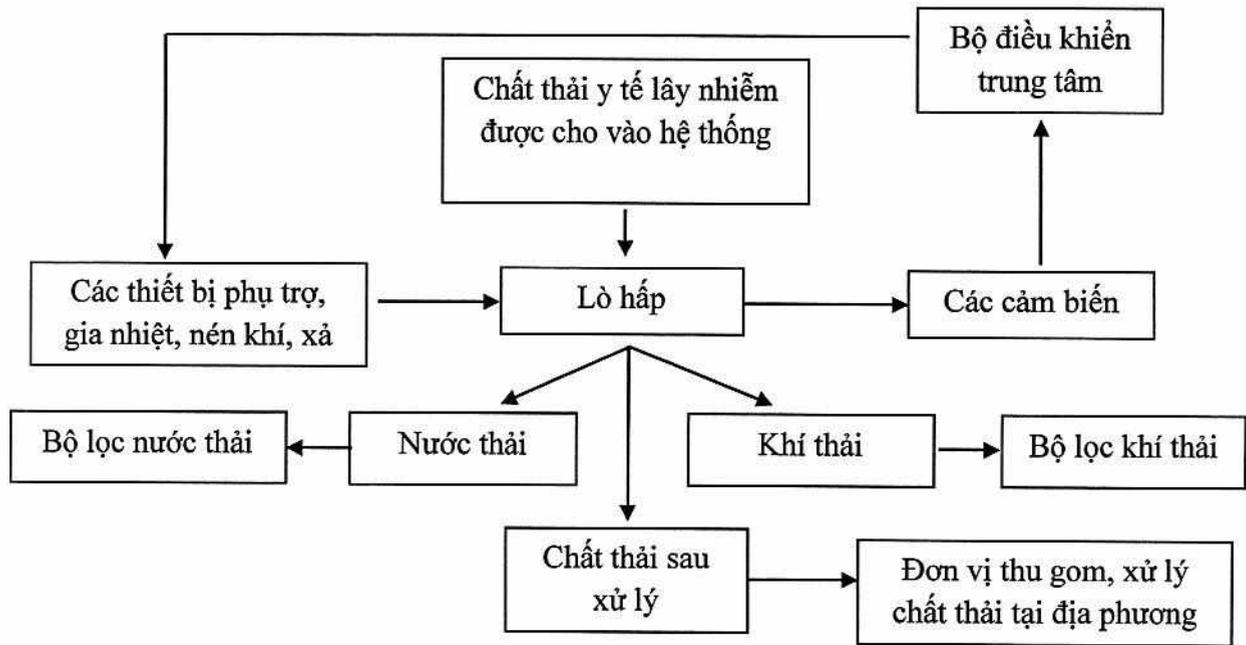 Bộ điều khiển
trung tâm
Chất thải y tế lây nhiễm
được cho vào hệ thống
Các thiết bị phụ trợ,
gia nhiệt, nén khí, xả
Lò hấp
Các cảm biến
Bộ lọc nước thải
Nước thải
Khí thải
Bộ lọc khí thải
Chất thải sau
xử lý
Đơn vị thu gom, xử lý
chất thải tại địa phương